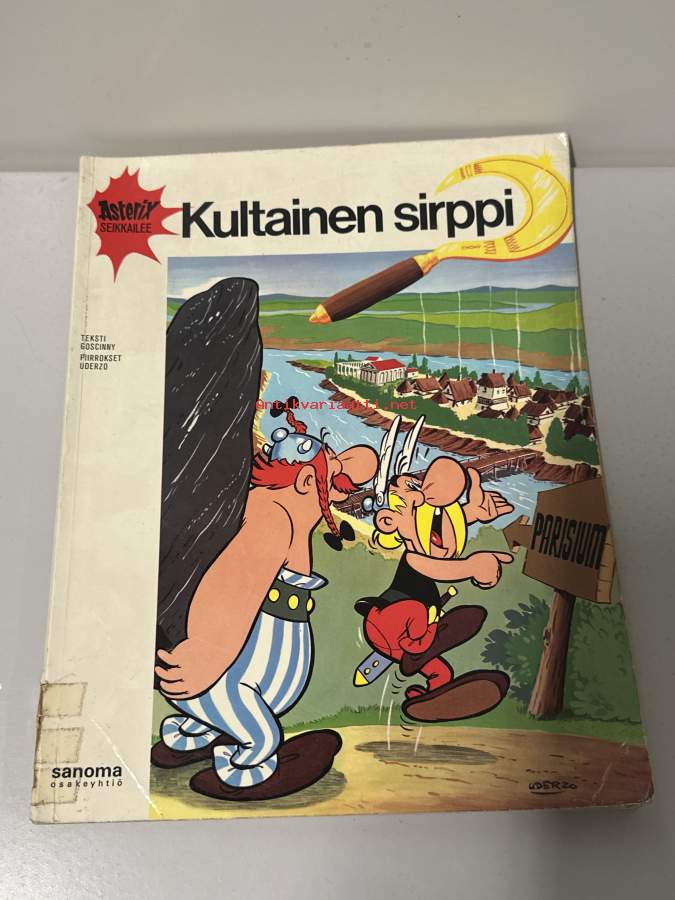 Asterix
SEIKKAILEE
Kultainen sirppi
TEKSTI
GOSCINNY
PIIRROKSET
UDERZO
Antikvariaatti.net
PARISIUM
sanoma
osakeyhtiö
UDERZO